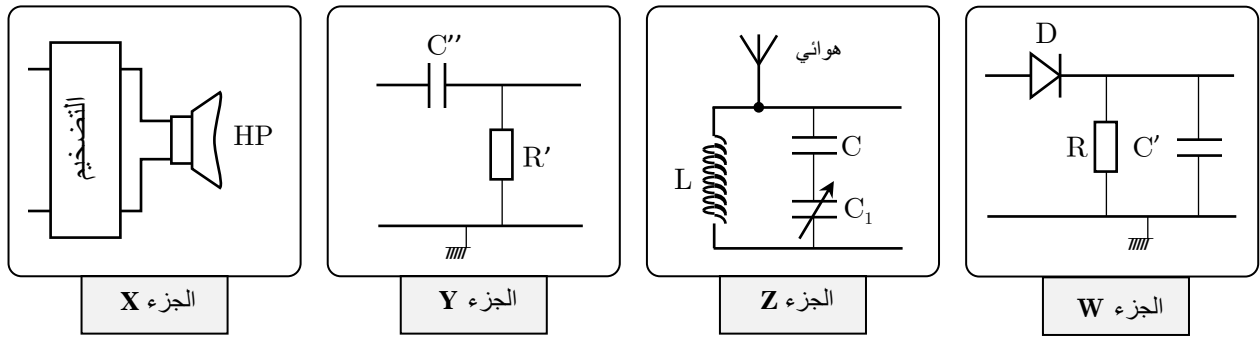 التضخيم
HP
الجزء X
C''
R'
الجزء Y
هوائي
L
C
C₁
الجزء Z
D
R
C'
الجزء W